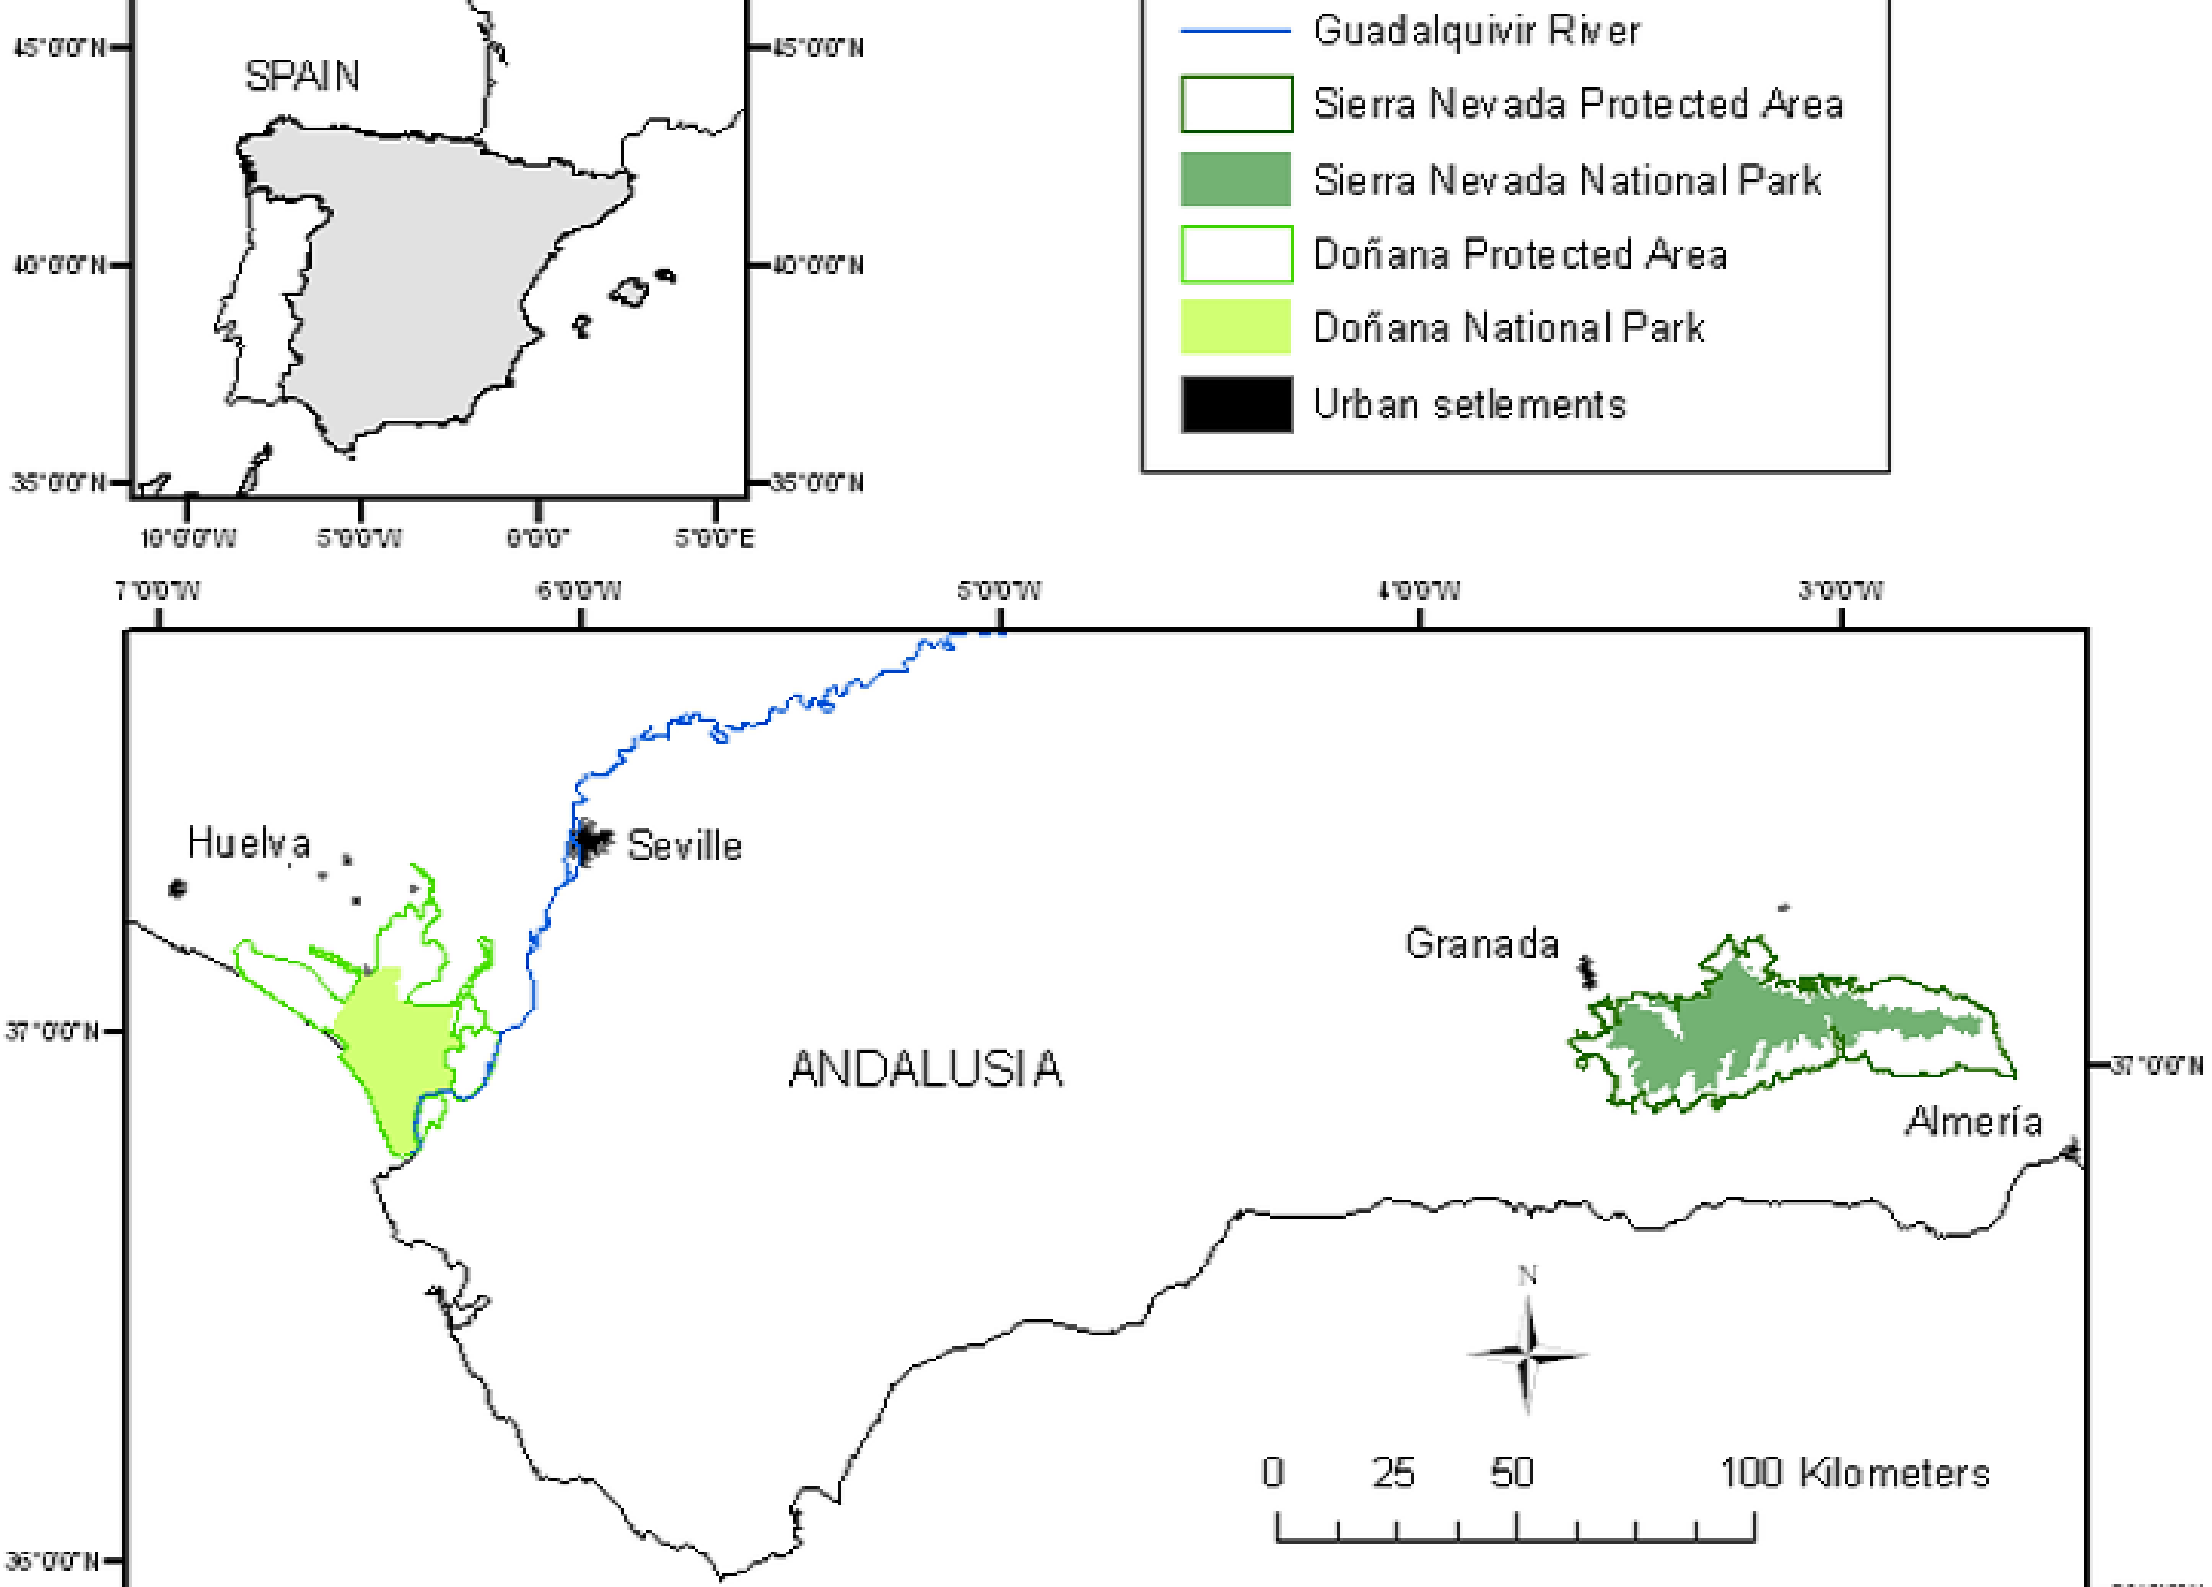 45°0'0"N
45°0'0"N
SPAIN
40°0'0"N
40°0'0"N
35°0'0"N
35°0'0"N
10°0'0"W
5°0'0"W
0°0'0"
5°0'0"E
Guadalquivir River
Sierra Nevada Protected Area
Sierra Nevada National Park
Doñana Protected Area
Doñana National Park
Urban setlements
7°0'0"W
6°0'0"W
5°0'0"W
4°0'0"W
3°0'0"W
Huelva
Seville
Granada
37°0'0"N
ANDALUSIA
37°0'0"N
Almería
N
0 25 50 100 Kilometers
36°0'0"N